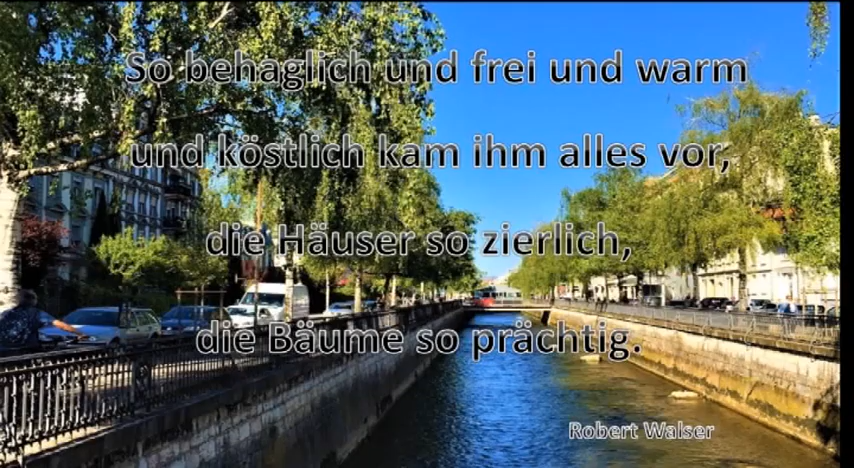 So behaglich und frei und warm
und köstlich kam ihm alles vor,
die Häuser so zierlich,
die Bäume so prächtig.
Robert Walser